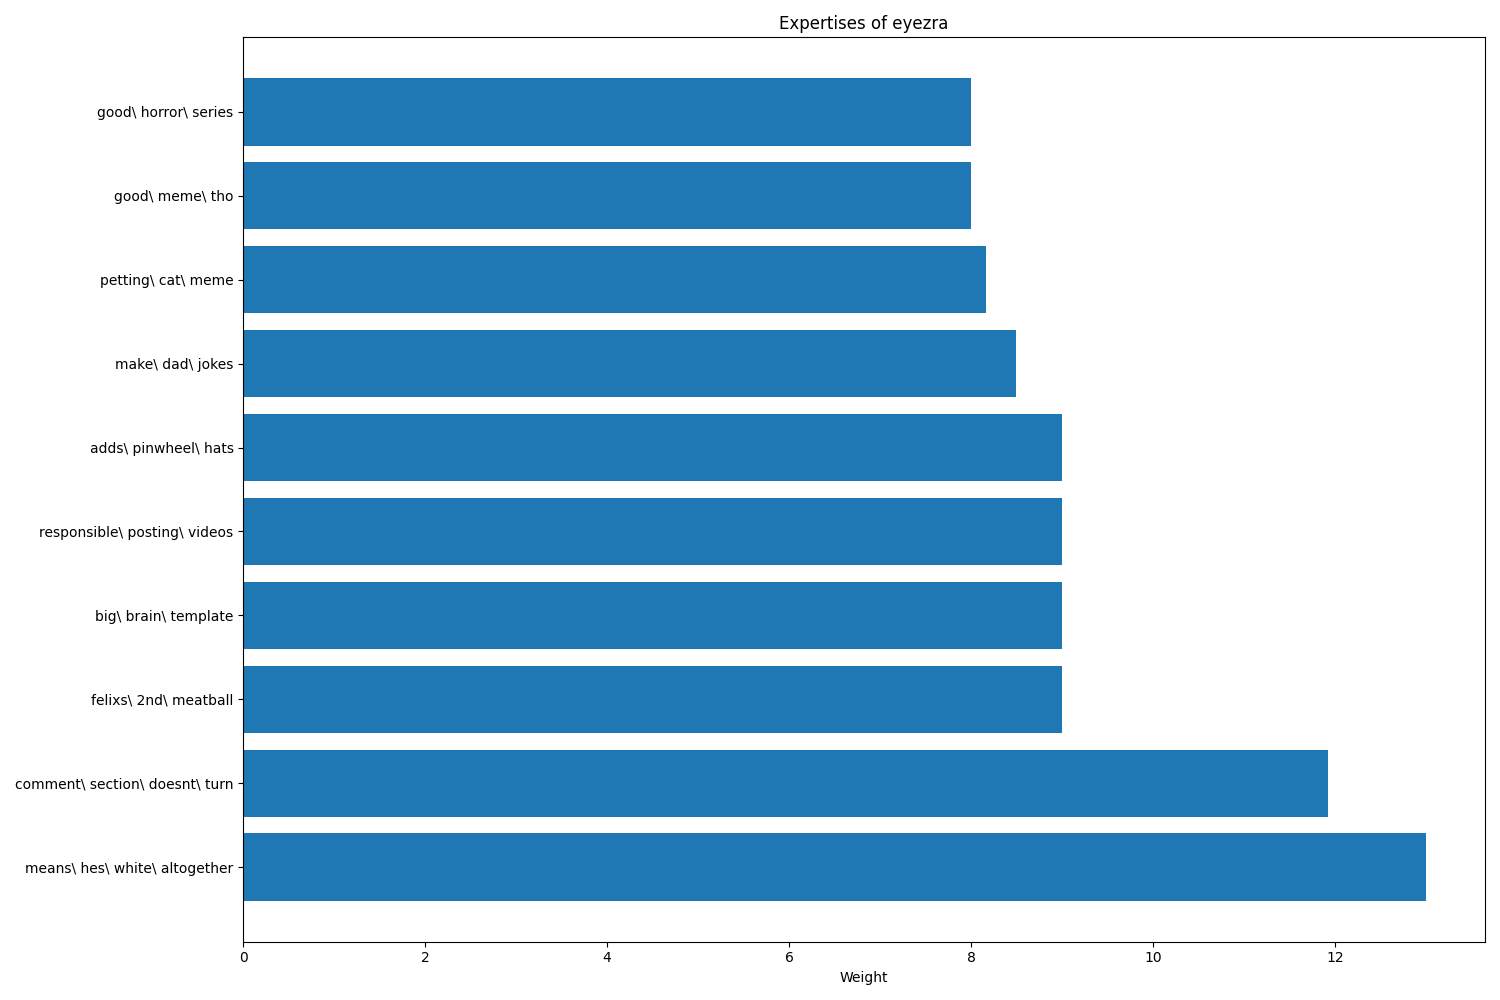 Expertises of eyezra
good\ horror\ series
good\ meme\ tho
petting\ cat\ meme
make\ dad\ jokes
adds\ pinwheel\ hats
responsible\ posting\ videos
big\ brain\ template
felixs\ 2nd\ meatball
comment\ section\ doesnt\ turn
means\ hes\ white\ altogether
0 2 4 6 8 10 12
Weight